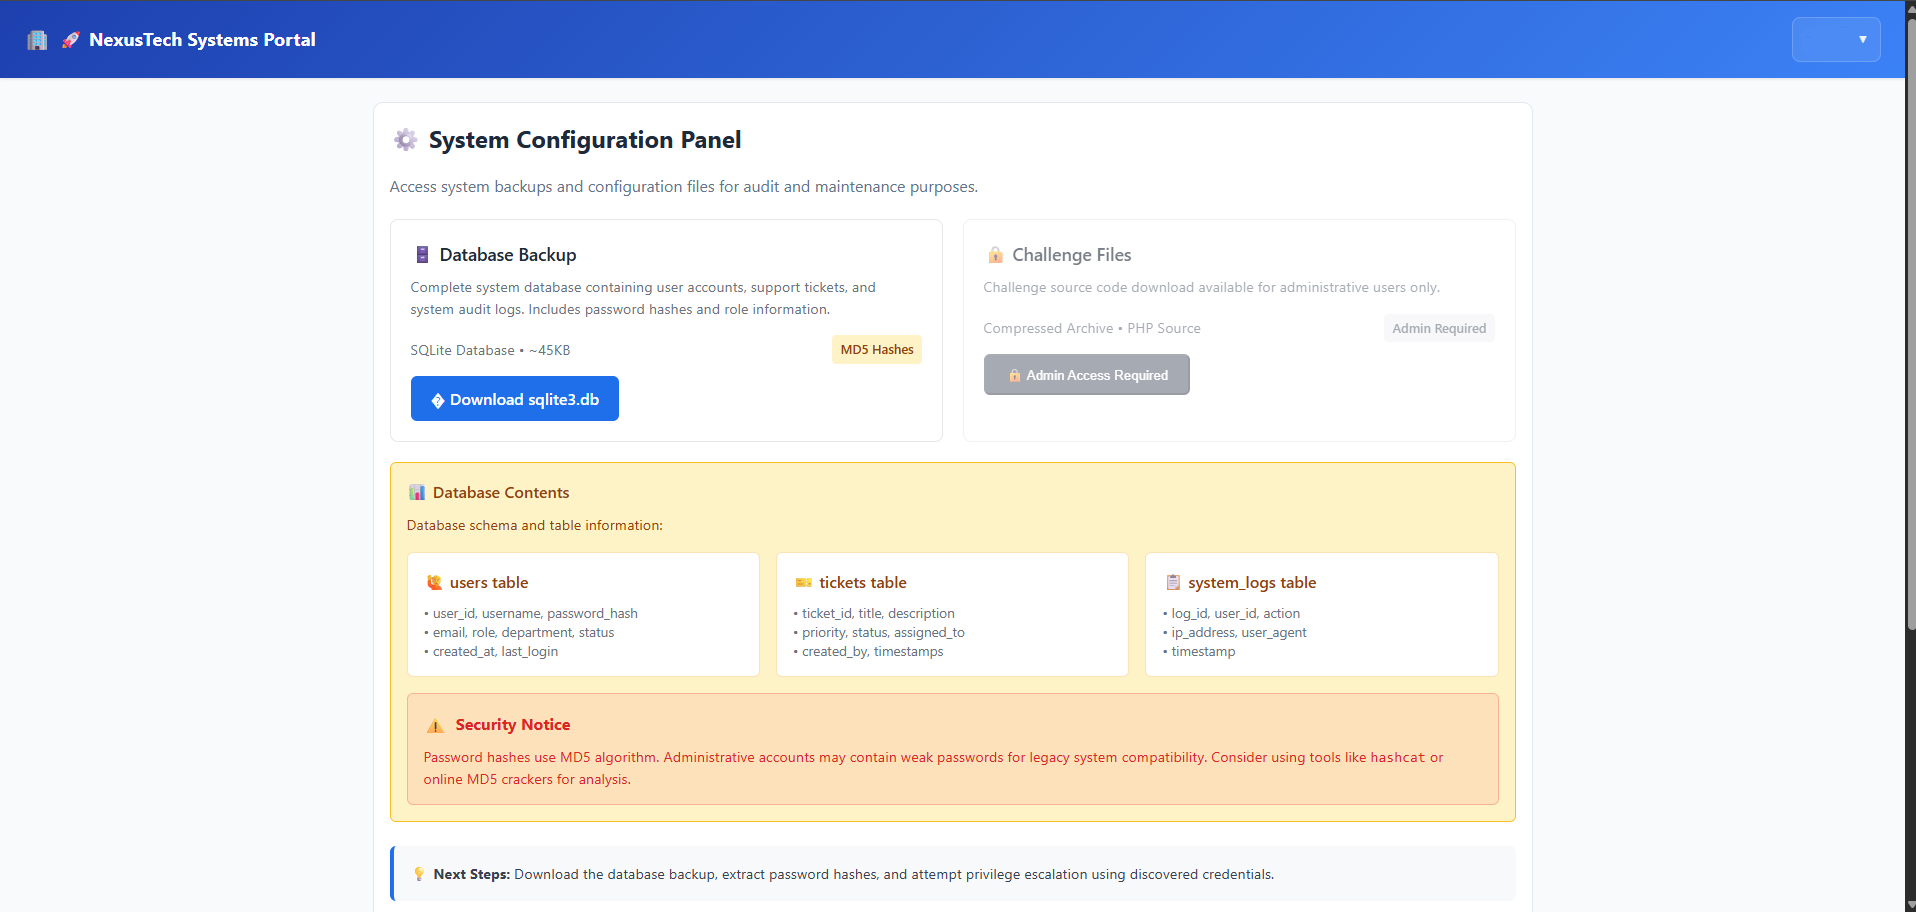 NexusTech Systems Portal
System Configuration Panel
Access system backups and configuration files for audit and maintenance purposes.
Database Backup
Complete system database containing user accounts, support tickets, and
system audit logs. Includes password hashes and role information.
SQLite Database • ~45KB
MD5 Hashes
� Download sqlite3.db
Challenge Files
Challenge source code download available for administrative users only.
Compressed Archive • PHP Source
Admin Required
Admin Access Required
Database Contents
Database schema and table information:
users table
• user_id, username, password_hash
• email, role, department, status
• created_at, last_login
tickets table
• ticket_id, title, description
• priority, status, assigned_to
• created_by, timestamps
system_logs table
• log_id, user_id, action
• ip_address, user_agent
• timestamp
Security Notice
Password hashes use MD5 algorithm. Administrative accounts may contain weak passwords for legacy system compatibility. Consider using tools like hashcat or
online MD5 crackers for analysis.
Next Steps: Download the database backup, extract password hashes, and attempt privilege escalation using discovered credentials.